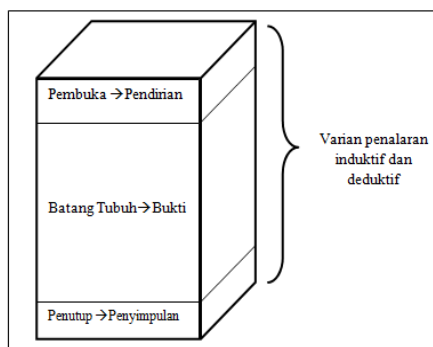 Pembuka →Pendirian
Batang Tubuh→Bukti
Penutup →Penyimpulan
Varian penalaran
induktif dan
deduktif